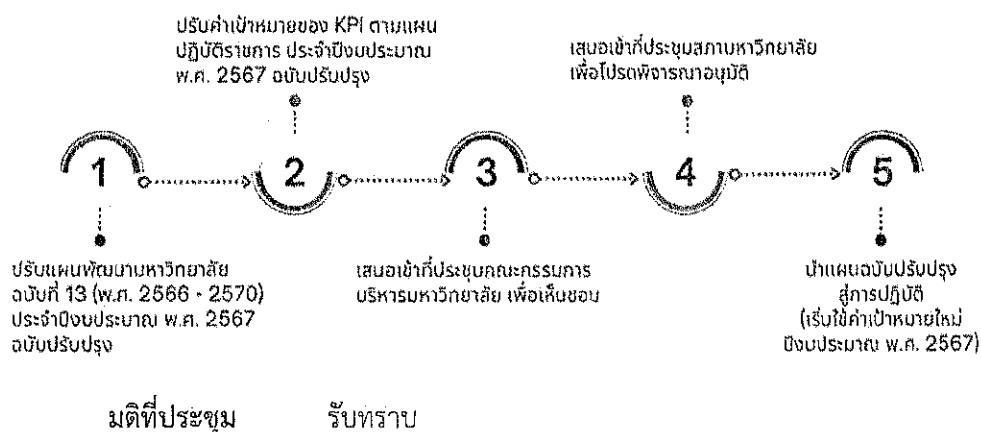 ปรับค่าเป้าหมายของ KPI ตามแผน
ปฏิบัติราชการ ประจำปีงบประมาณ
พ.ศ. 2567 ฉบับปรับปรุง
เสนอเข้าที่ประชุมสภามหาวิทยาลัย
เพื่อโปรดพิจารณาอนุมัติ
1
2
3
4
5
ปรับแผนพัฒนามหาวิทยาลัย
ฉบับที่ 13 (พ.ศ. 2566 - 2570)
ประจำปีงบประมาณ พ.ศ. 2567
ฉบับปรับปรุง
เสนอเข้าที่ประชุมคณะกรรมการ
บริหารมหาวิทยาลัย เพื่อเห็นชอบ
นำแผนฉบับปรับปรุง
สู่การปฏิบัติ
(เริ่มใช้ค่าเป้าหมายใหม่
ปีงบประมาณ พ.ศ. 2567)
มติที่ประชุม รับทราบ